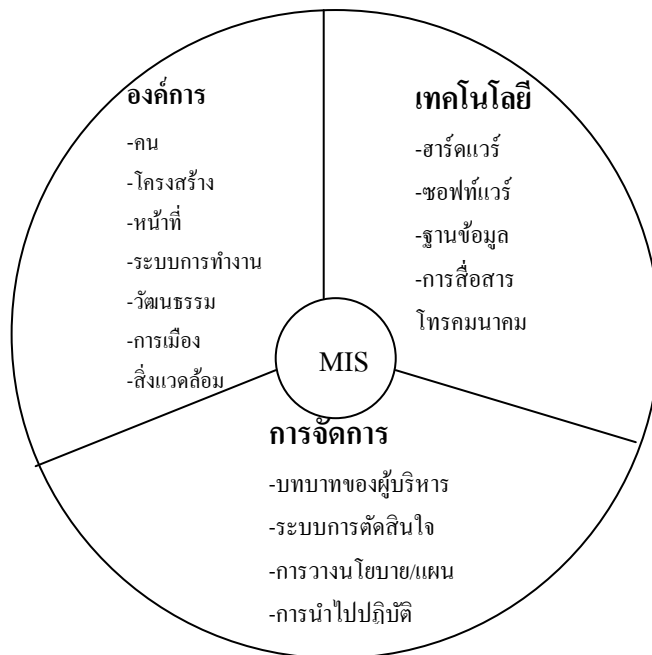 องค์การ
-คน
-โครงสร้าง
-หน้าที่
-ระบบการทำงาน
-วัฒนธรรม
-การเมือง
-สิ่งแวดล้อม
เทคโนโลยี
-ฮาร์ดแวร์
-ซอฟท์แวร์
-ฐานข้อมูล
-การสื่อสาร
โทรคมนาคม
MIS
การจัดการ
-บทบาทของผู้บริหาร
-ระบบการตัดสินใจ
-การวางนโยบาย/แผน
-การนำไปปฏิบัติ